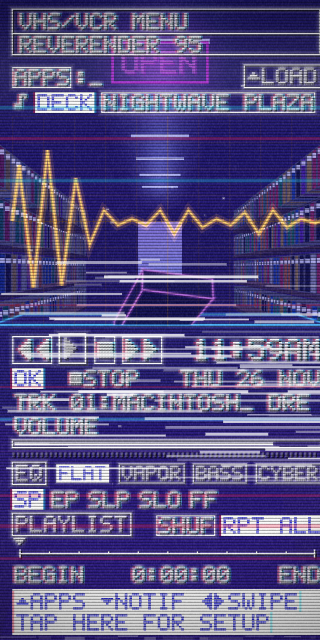 VHS/VCR MENU
REVERENDER 95
OPEN
APPS:_ LOAD
DECK NIGHTWAVE PLAZA
11:59AM
OK STOP THU 26 NOV
TRK 01:MACINTOSH_ DRE
VOLUME
EQ FLAT VAPOR BASS CYBER
SP EP SLP SLO FF
PLAYLIST SHUF RPT ALL
BEGIN 0:00:00 END
APPS NOTIF SWIPE
TAP HERE FOR SETUP